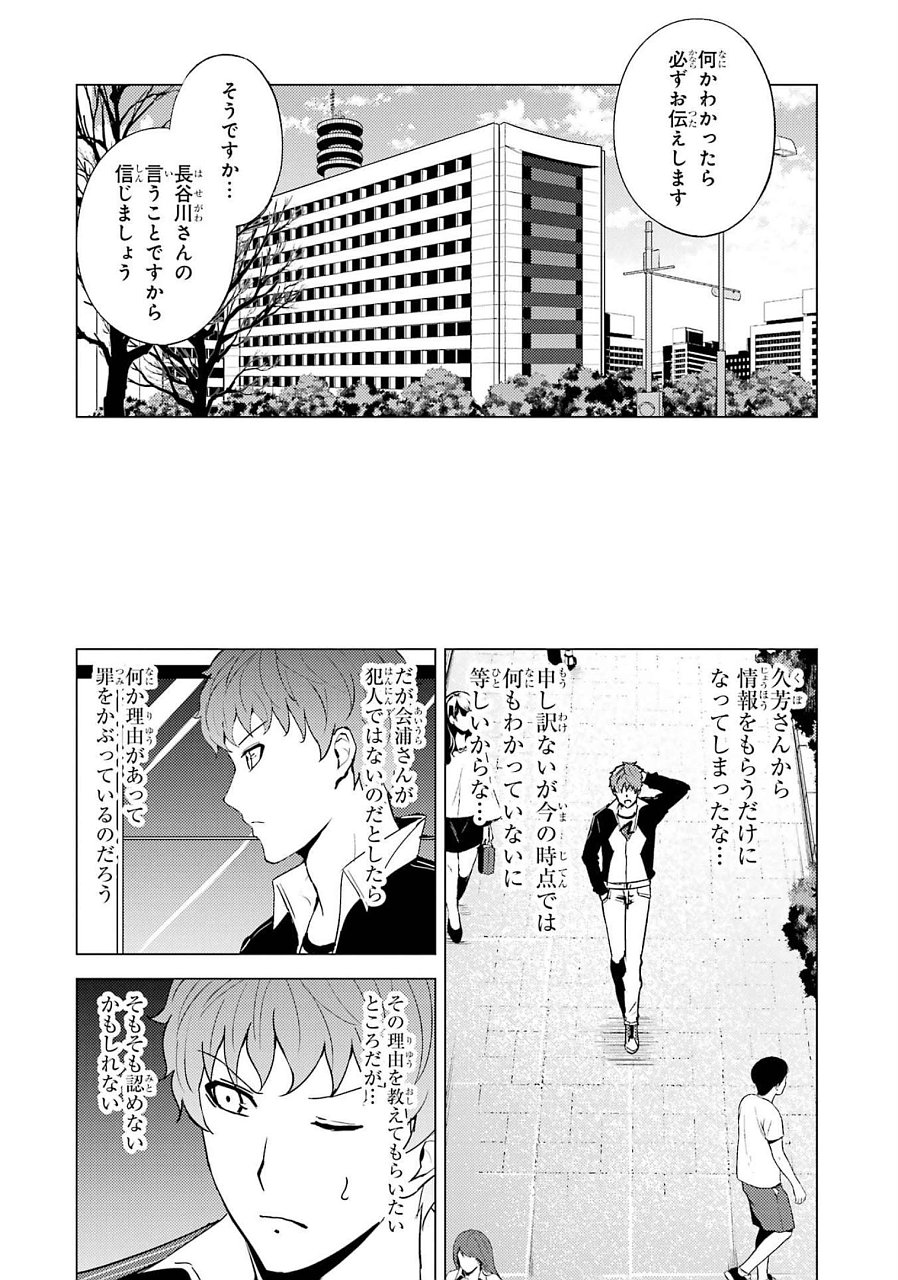 何かわかったら
必ずお伝えします
そうですか…
長谷川さんの
言うことですから
信じましょう
久芳さんから
情報をもらうだけに
なってしまったな…
申し訳ないが今の時点では
何もわかっていないに
等しいからな…
だが会浦さんが
犯人ではないのだとしたら
何か理由があって
罪をかぶっているのだろう
その理由を教えてもらいたい
ところだが…
そもそも認めない
かもしれない